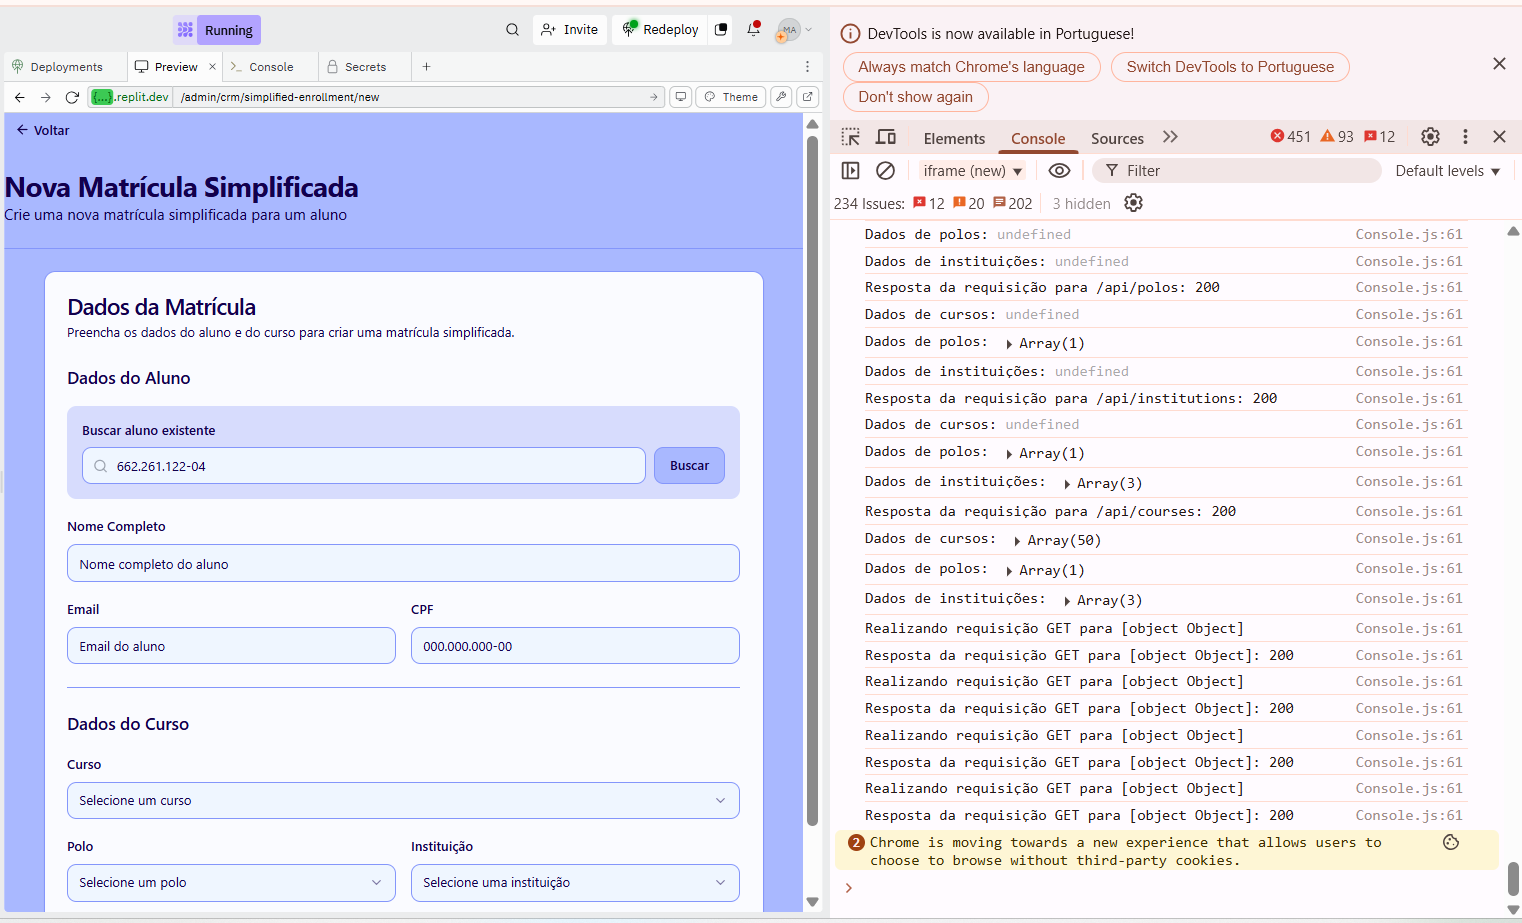 Running
Invite
Redeploy
MA
Deployments
Preview
Console
Secrets
{...}.replit.dev /admin/crm/simplified-enrollment/new
Theme
Voltar
Nova Matrícula Simplificada
Crie uma nova matrícula simplificada para um aluno
Dados da Matrícula
Preencha os dados do aluno e do curso para criar uma matrícula simplificada.
Dados do Aluno
Buscar aluno existente
662.261.122-04
Buscar
Nome Completo
Nome completo do aluno
Email CPF
Email do aluno 000.000.000-00
Dados do Curso
Curso
Selecione um curso
Polo Instituição
Selecione um polo Selecione uma instituição
DevTools is now available in Portuguese!
Always match Chrome's language Switch DevTools to Portuguese
Don't show again
Elements Console Sources 451 93 12
iframe (new) Filter Default levels
234 Issues: 12 20 202 3 hidden
Dados de polos: undefined Console.js:61
Dados de instituições: undefined Console.js:61
Resposta da requisição para /api/polos: 200 Console.js:61
Dados de cursos: undefined Console.js:61
Dados de polos: Array(1) Console.js:61
Dados de instituições: undefined Console.js:61
Resposta da requisição para /api/institutions: 200 Console.js:61
Dados de cursos: undefined Console.js:61
Dados de polos: Array(1) Console.js:61
Dados de instituições: Array(3) Console.js:61
Resposta da requisição para /api/courses: 200 Console.js:61
Dados de cursos: Array(50) Console.js:61
Dados de polos: Array(1) Console.js:61
Dados de instituições: Array(3) Console.js:61
Realizando requisição GET para [object Object] Console.js:61
Resposta da requisição GET para [object Object]: 200 Console.js:61
Realizando requisição GET para [object Object] Console.js:61
Resposta da requisição GET para [object Object]: 200 Console.js:61
Realizando requisição GET para [object Object] Console.js:61
Resposta da requisição GET para [object Object]: 200 Console.js:61
Realizando requisição GET para [object Object] Console.js:61
Resposta da requisição GET para [object Object]: 200 Console.js:61
2 Chrome is moving towards a new experience that allows users to
choose to browse without third-party cookies.